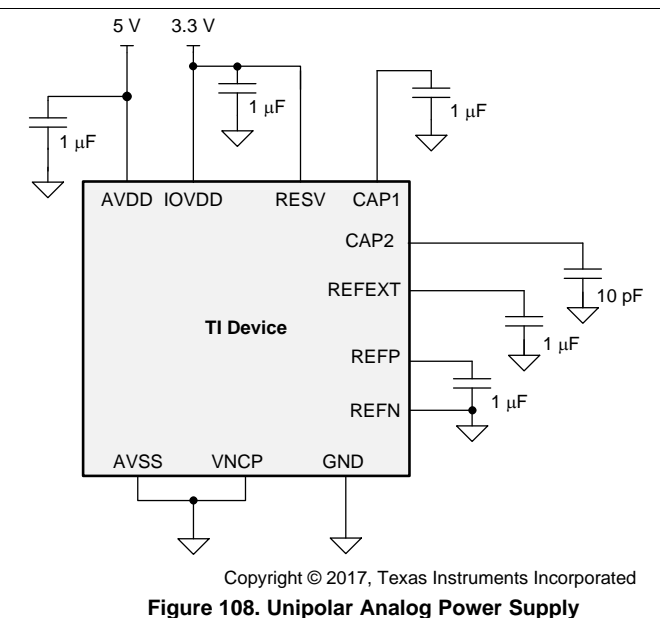 5 V 3.3 V
1 μF
1 μF
1 μF
AVDD IOVDD RESV CAP1
CAP2
10 pF
REFEXT
TI Device
1 μF
REFP
1 μF
REFN
AVSS VNCP GND
Copyright © 2017, Texas Instruments Incorporated
Figure 108. Unipolar Analog Power Supply